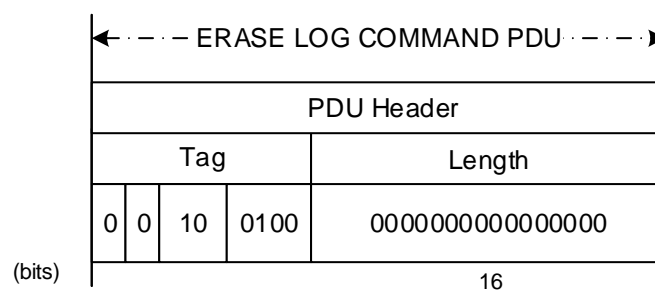 ERASE LOG COMMAND PDU
PDU Header
Tag Length
0 0 10 0100 0000000000000000
(bits) 16